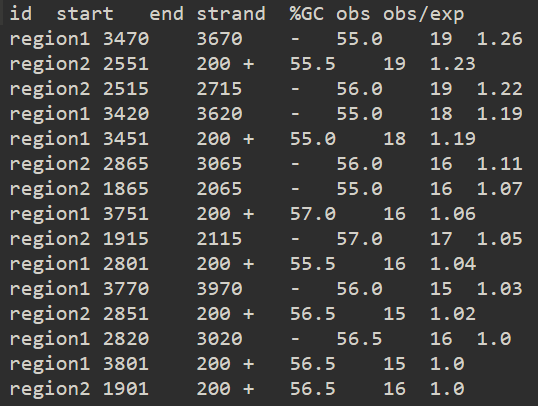 id start end strand %GC obs obs/exp
region1 3470 3670 - 55.0 19 1.26
region2 2551 200 + 55.5 19 1.23
region2 2515 2715 - 56.0 19 1.22
region1 3420 3620 - 55.0 18 1.19
region1 3451 200 + 55.0 18 1.19
region2 2865 3065 - 56.0 16 1.11
region2 1865 2065 - 55.0 16 1.07
region1 3751 200 + 57.0 16 1.06
region2 1915 2115 - 57.0 17 1.05
region1 2801 200 + 55.5 16 1.04
region1 3770 3970 - 56.0 15 1.03
region2 2851 200 + 56.5 15 1.02
region1 2820 3020 - 56.5 16 1.0
region1 3801 200 + 56.5 15 1.0
region2 1901 200 + 56.5 16 1.0